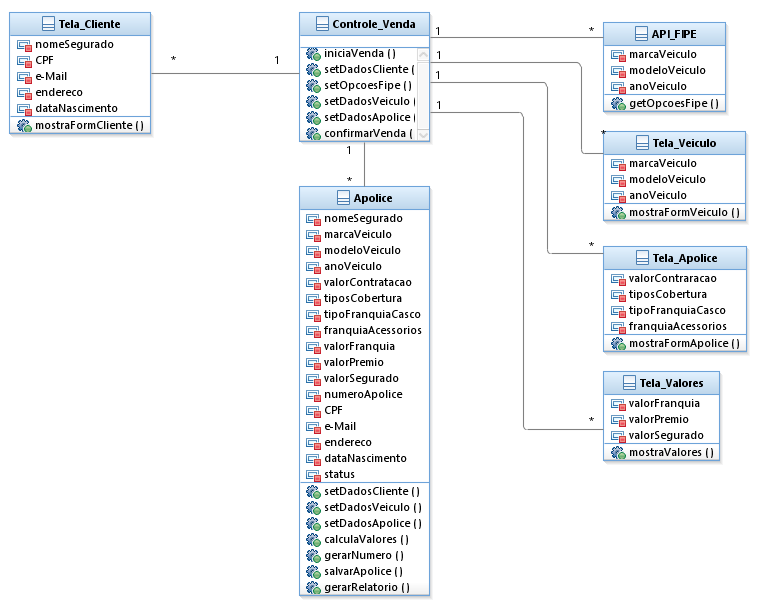 Tela_Cliente
nomeSegurado
CPF
e-Mail
endereco
dataNascimento
mostraFormCliente ()
*
1
Controle_Venda
iniciaVenda ()
setDadosCliente (
setOpcoesFipe ()
setDadosVeiculo (
setDadosApolice (
confirmarVenda (
1
*
1
*
1
*
1
*
1
*
API_FIPE
marcaVeiculo
modeloVeiculo
anoVeiculo
getOpcoesFipe ()
Tela_Veiculo
marcaVeiculo
modeloVeiculo
anoVeiculo
mostraFormVeiculo ()
Tela_Apolice
valorContraracao
tiposCobertura
tipoFranquiaCasco
franquiaAcessorios
mostraFormApolice ()
Tela_Valores
valorFranquia
valorPremio
valorSegurado
mostraValores ()
Apolice
nomeSegurado
marcaVeiculo
modeloVeiculo
anoVeiculo
valorContratacao
tiposCobertura
tipoFranquiaCasco
franquiaAcessorios
valorFranquia
valorPremio
valorSegurado
numeroApolice
CPF
e-Mail
endereco
dataNascimento
status
setDadosCliente ()
setDadosVeiculo ()
setDadosApolice ()
calculaValores ()
gerarNumero ()
salvarApolice ()
gerarRelatorio ()